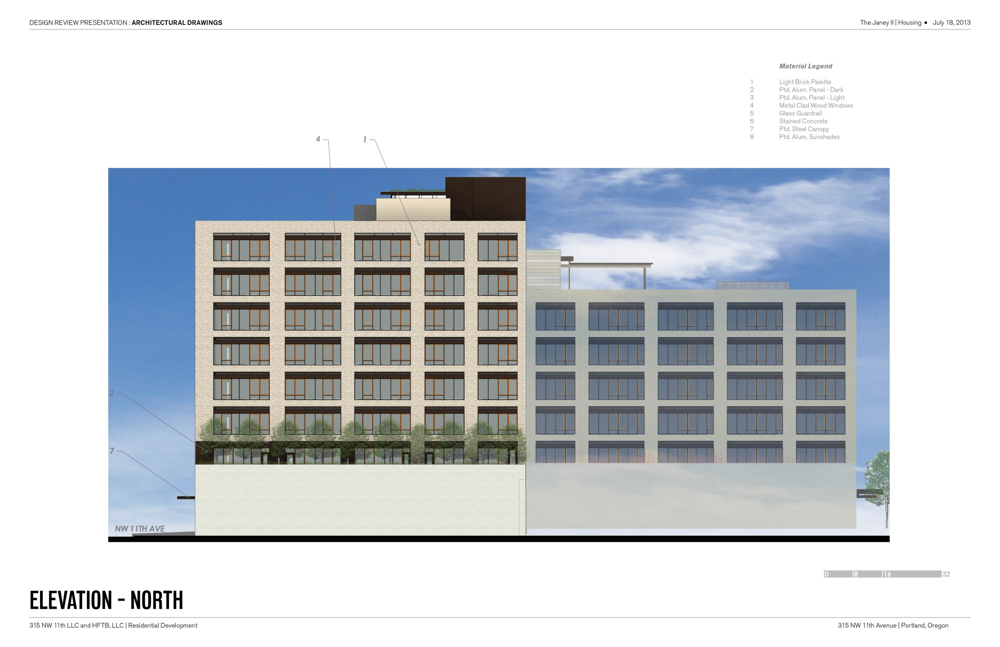 DESIGN REVIEW PRESENTATION : ARCHITECTURAL DRAWINGS
The Janey II | Housing • July 18, 2013
Material Legend
1 Light Brick Palette
2 Ptd. Alum. Panel - Dark
3 Ptd. Alum. Panel - Light
4 Metal Clad Wood Windows
5 Glass Guardrail
6 Stained Concrete
7 Ptd. Steel Canopy
8 Ptd. Alum. Sunshades
4 1
2
7
NW 11TH AVE
0 8 16 32
ELEVATION - NORTH
315 NW 11th LLC and HFTB, LLC | Residential Development
315 NW 11th Avenue | Portland, Oregon